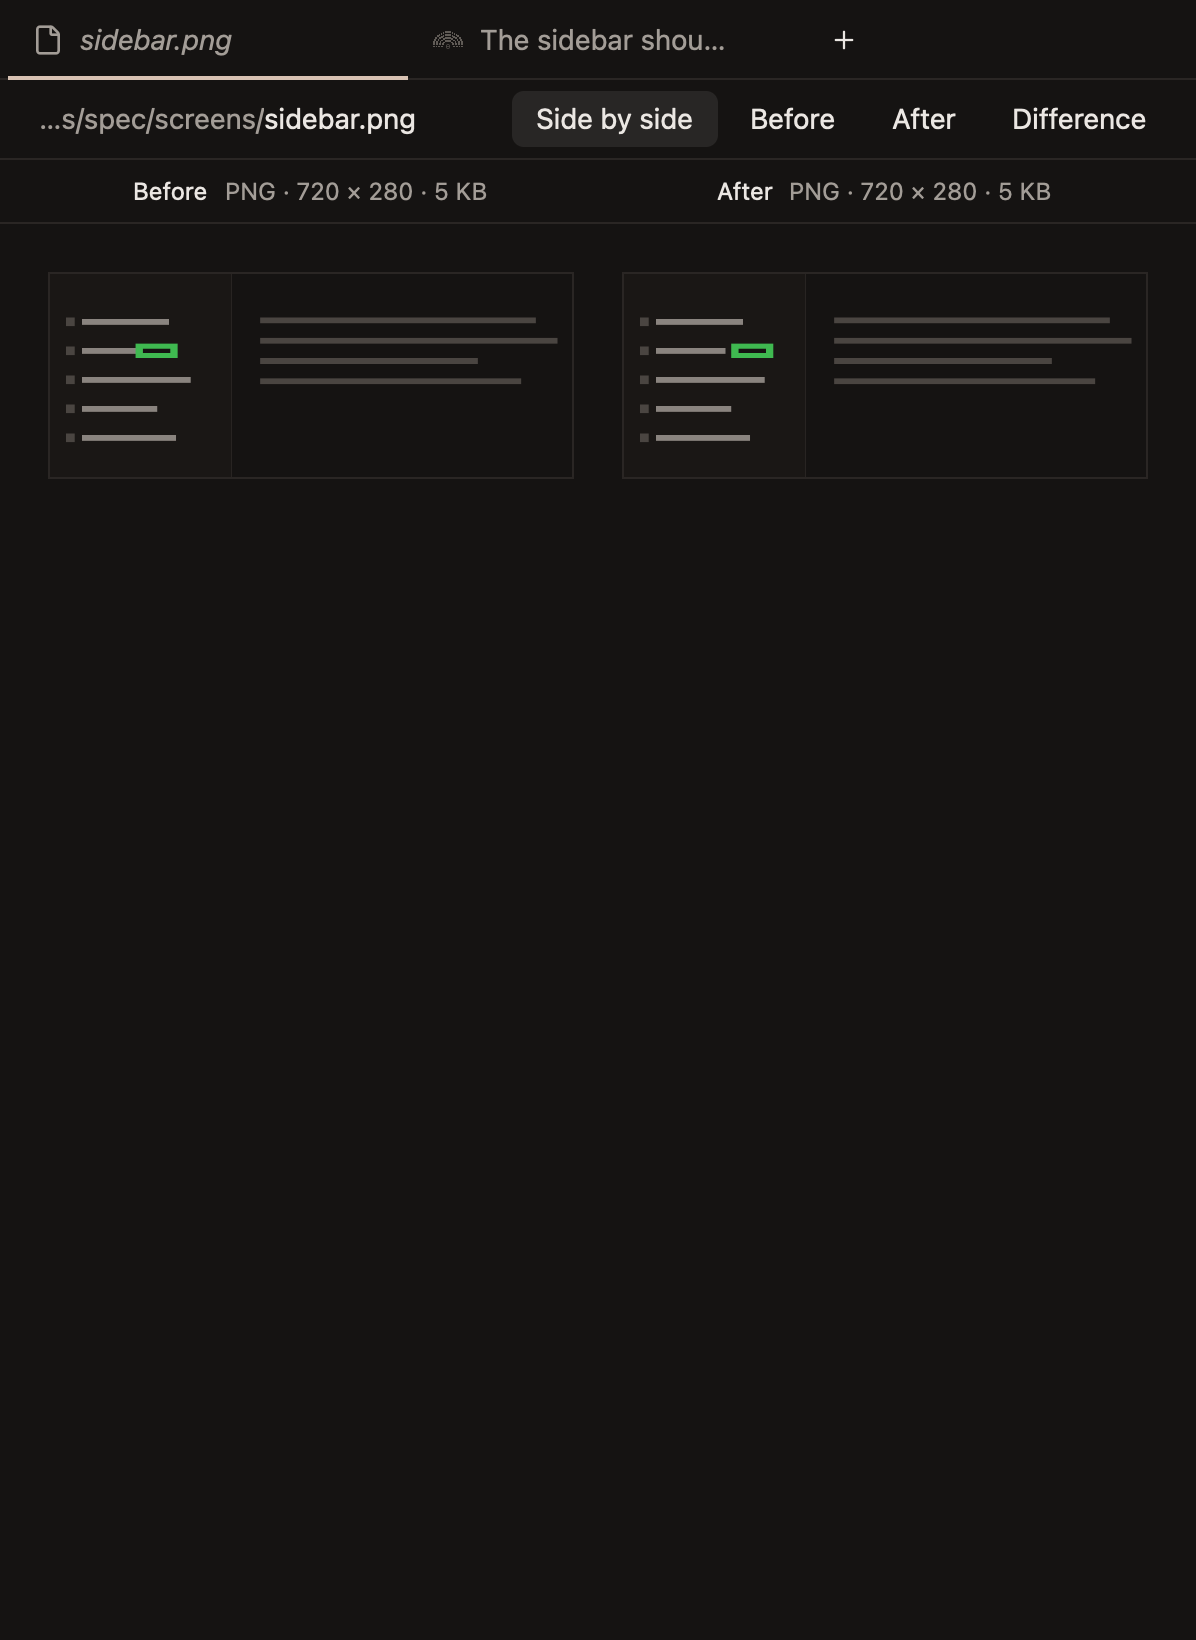 sidebar.png
The sidebar shou...
+
...s/spec/screens/sidebar.png
Side by side
Before
After
Difference
Before PNG · 720 × 280 · 5 KB
After PNG · 720 × 280 · 5 KB